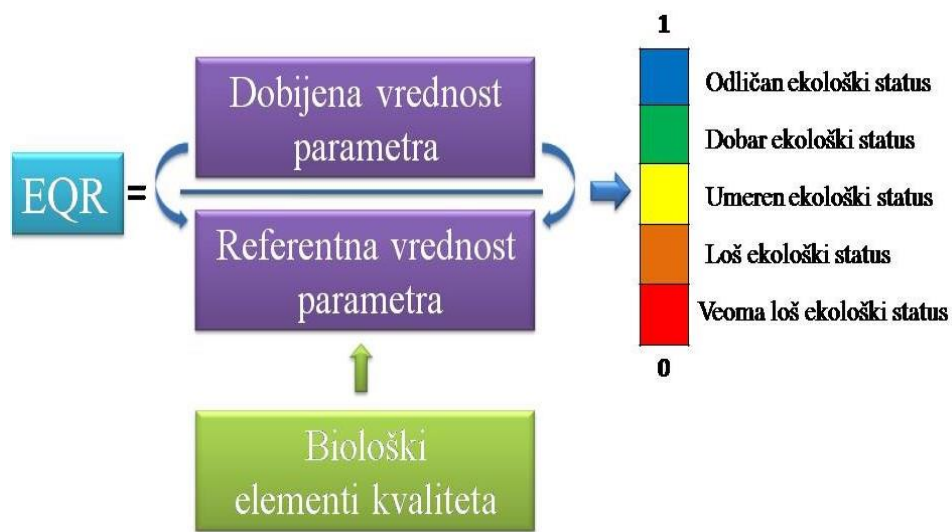 EQR =
Dobijena vrednost
parametra
Referentna vrednost
parametra
Biološki
elementi kvaliteta
1
Odličan ekološki status
Dobar ekološki status
Umeren ekološki status
Loš ekološki status
Veoma loš ekološki status
0